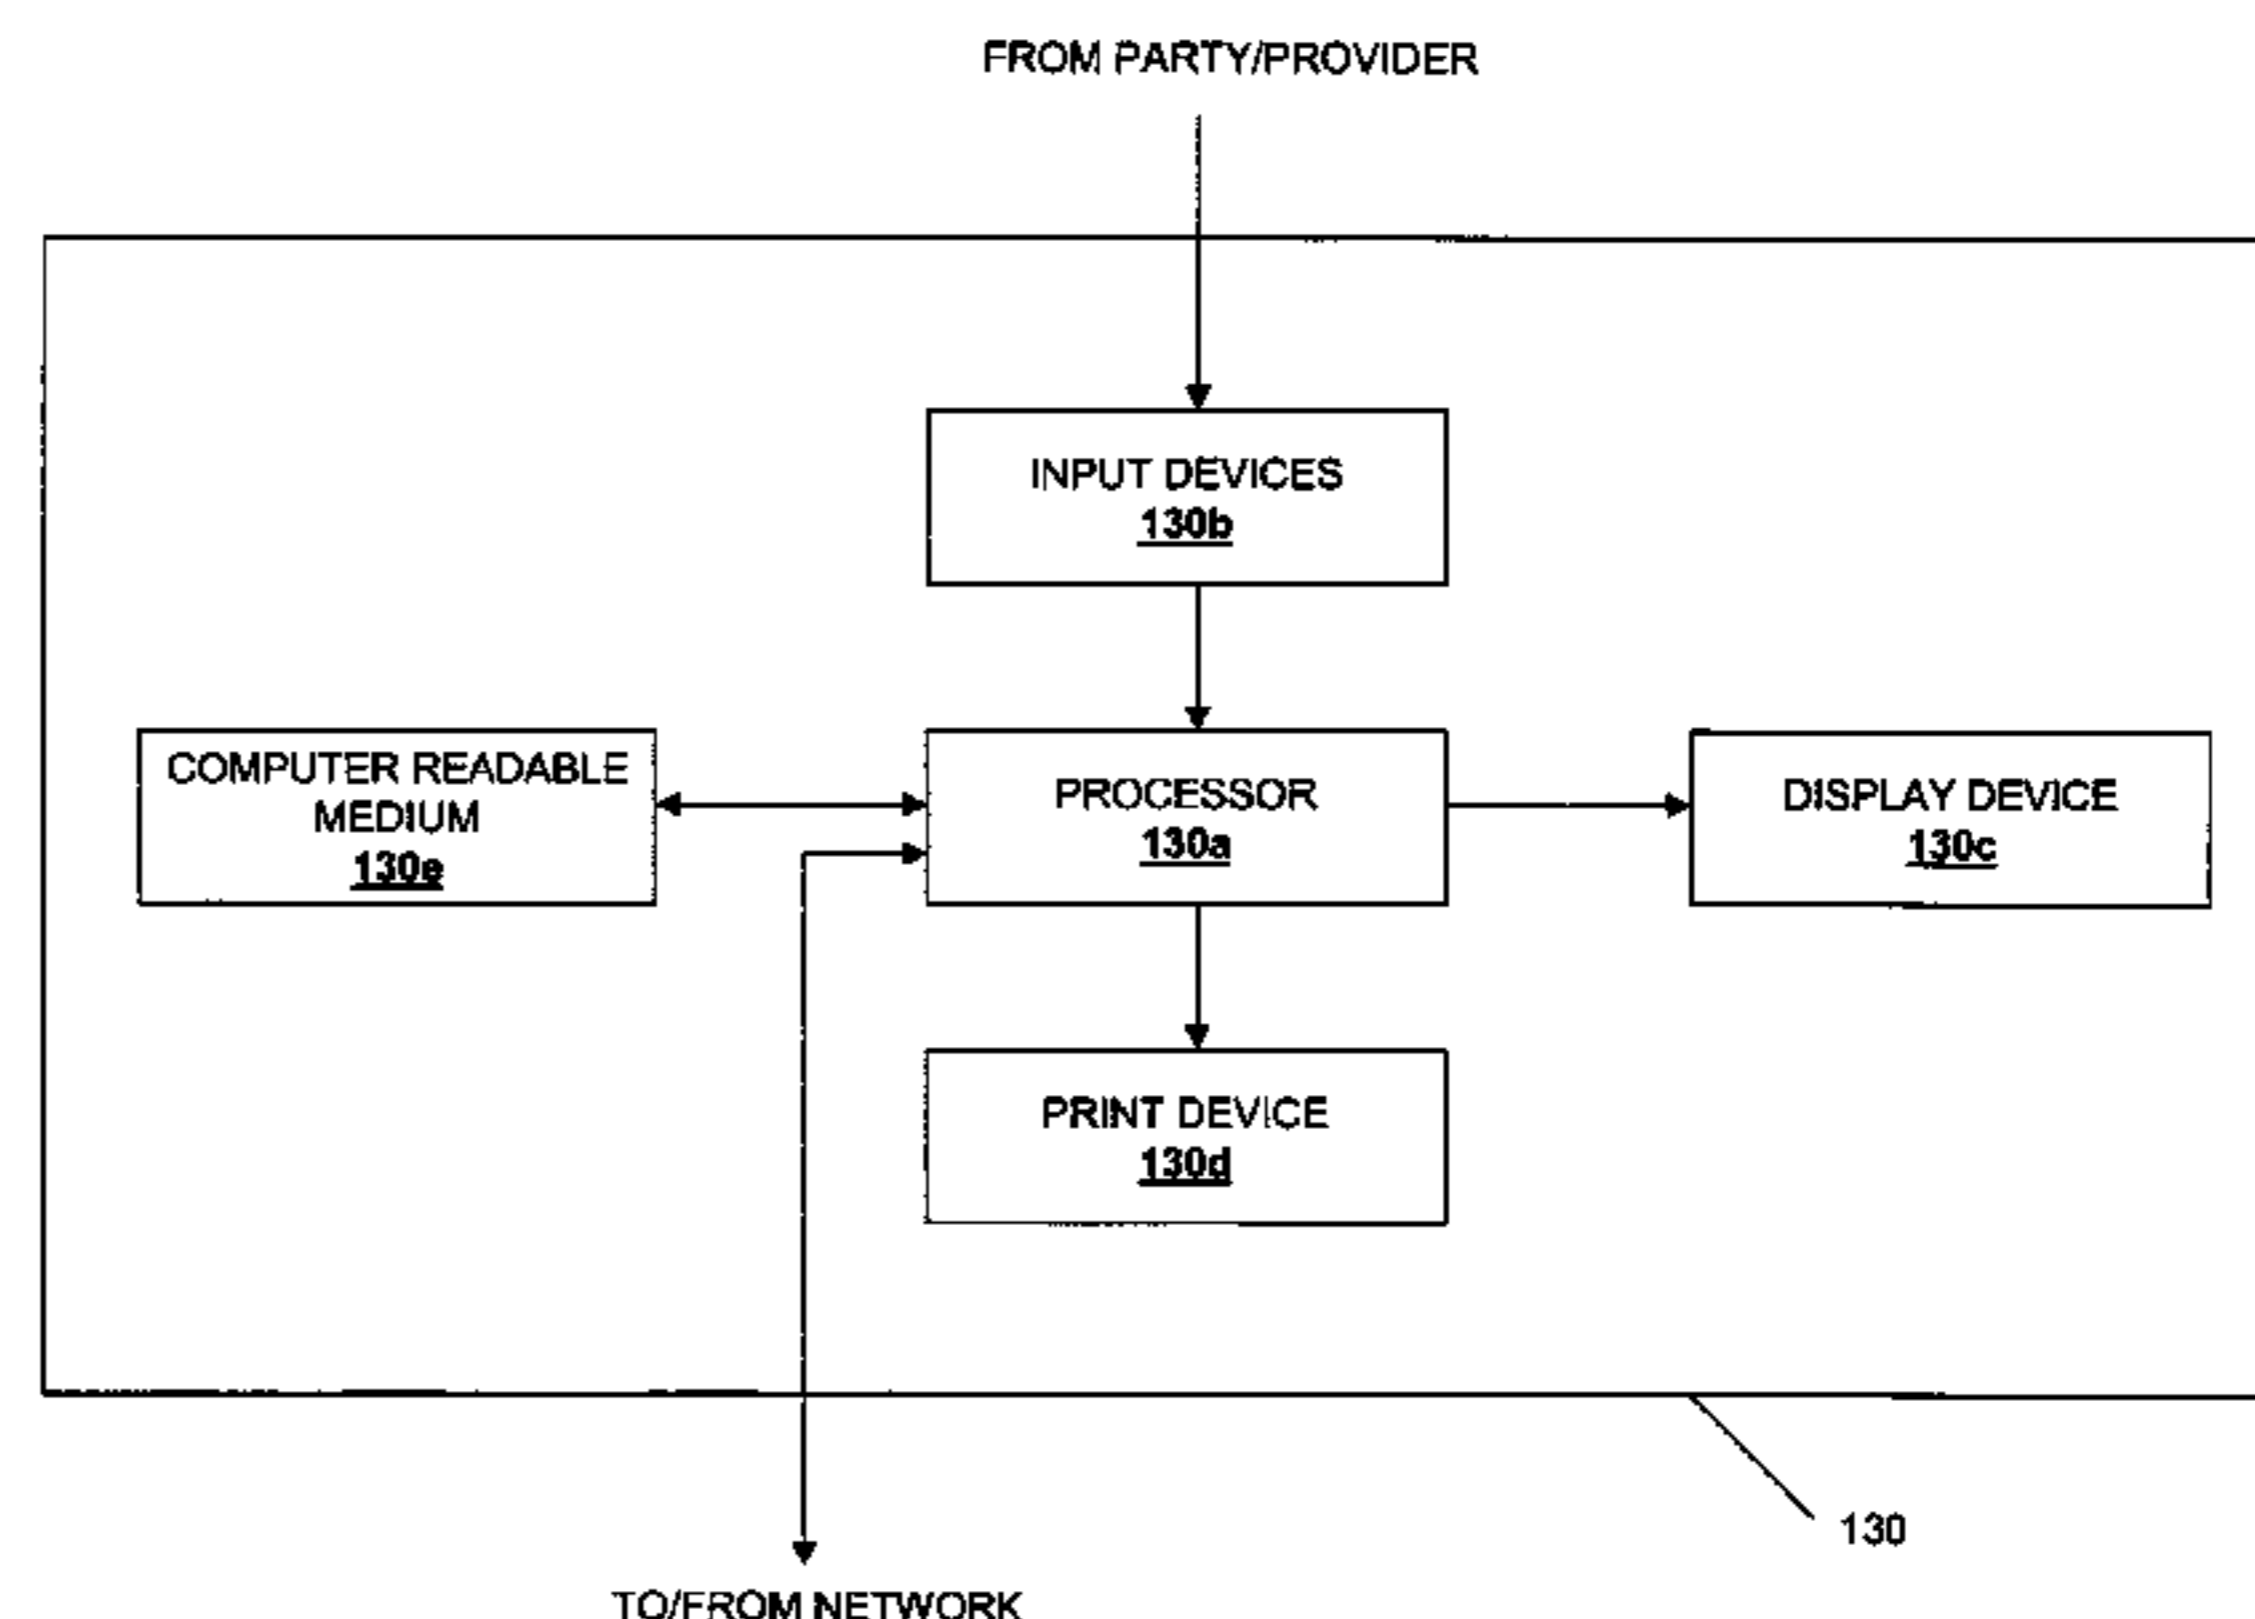 FROM PARTY/PROVIDER
INPUT DEVICES
130b
COMPUTER READABLE
MEDIUM
130e
PROCESSOR
130a
DISPLAY DEVICE
130c
PRINT DEVICE
130d
130
TO/FROM NETWORK